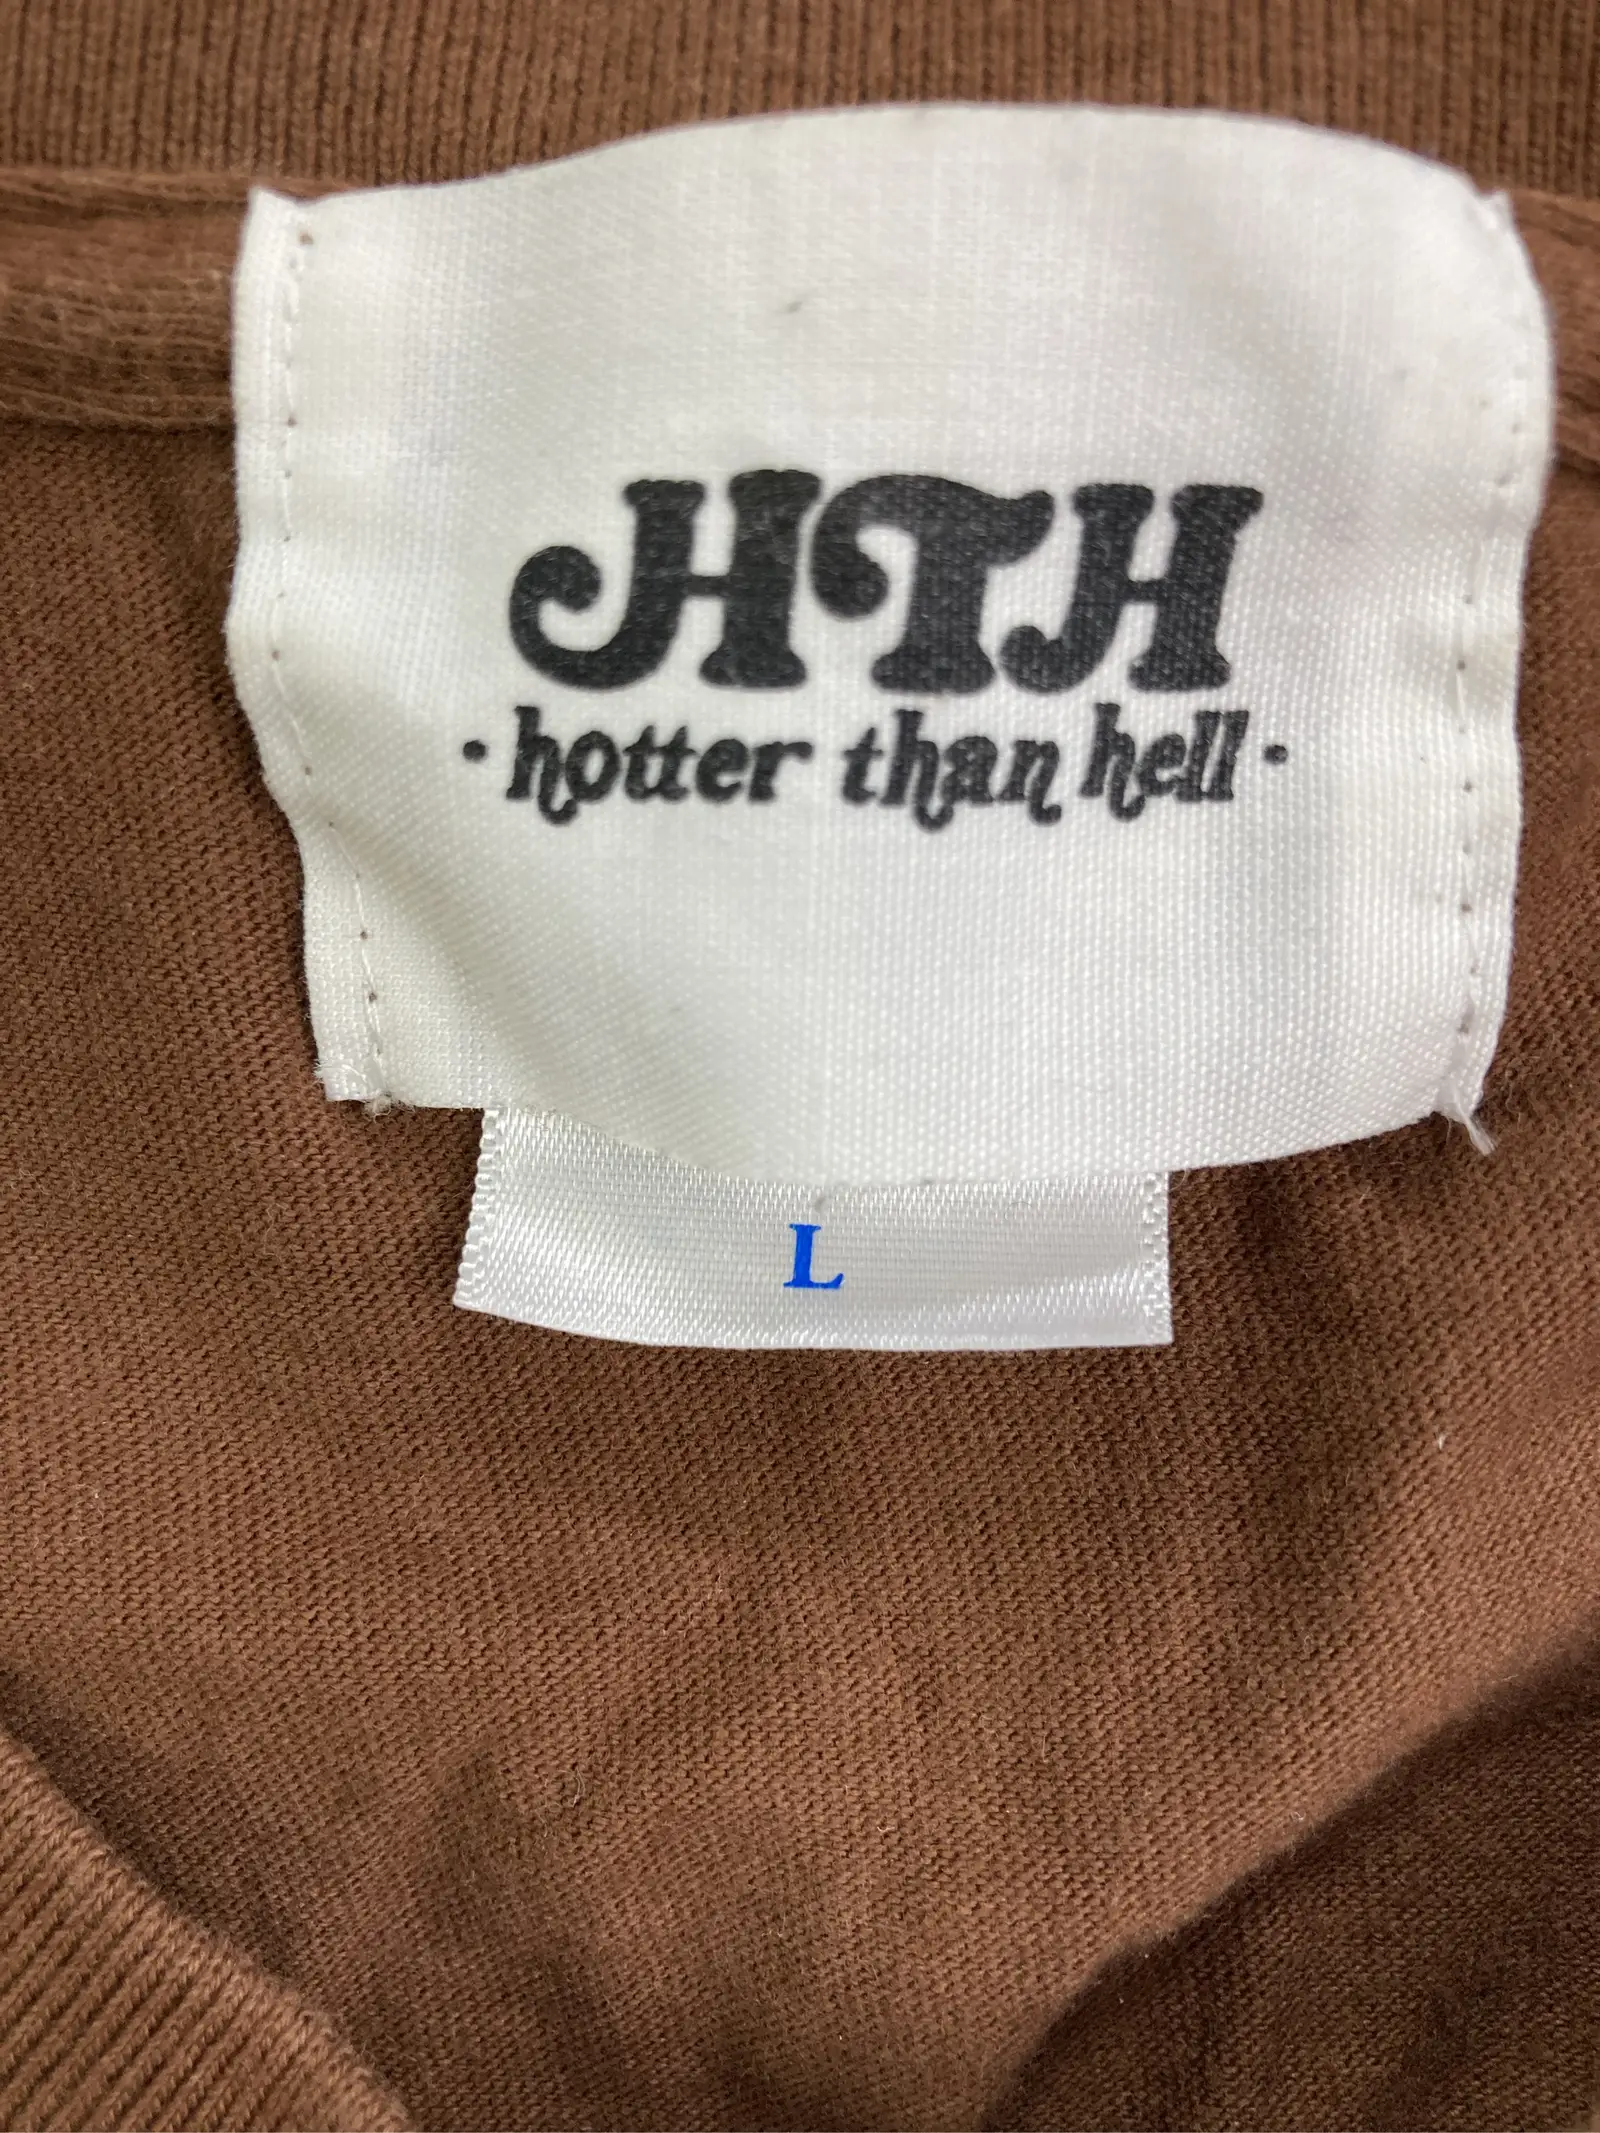 HTH
· hotter than hell ·
L